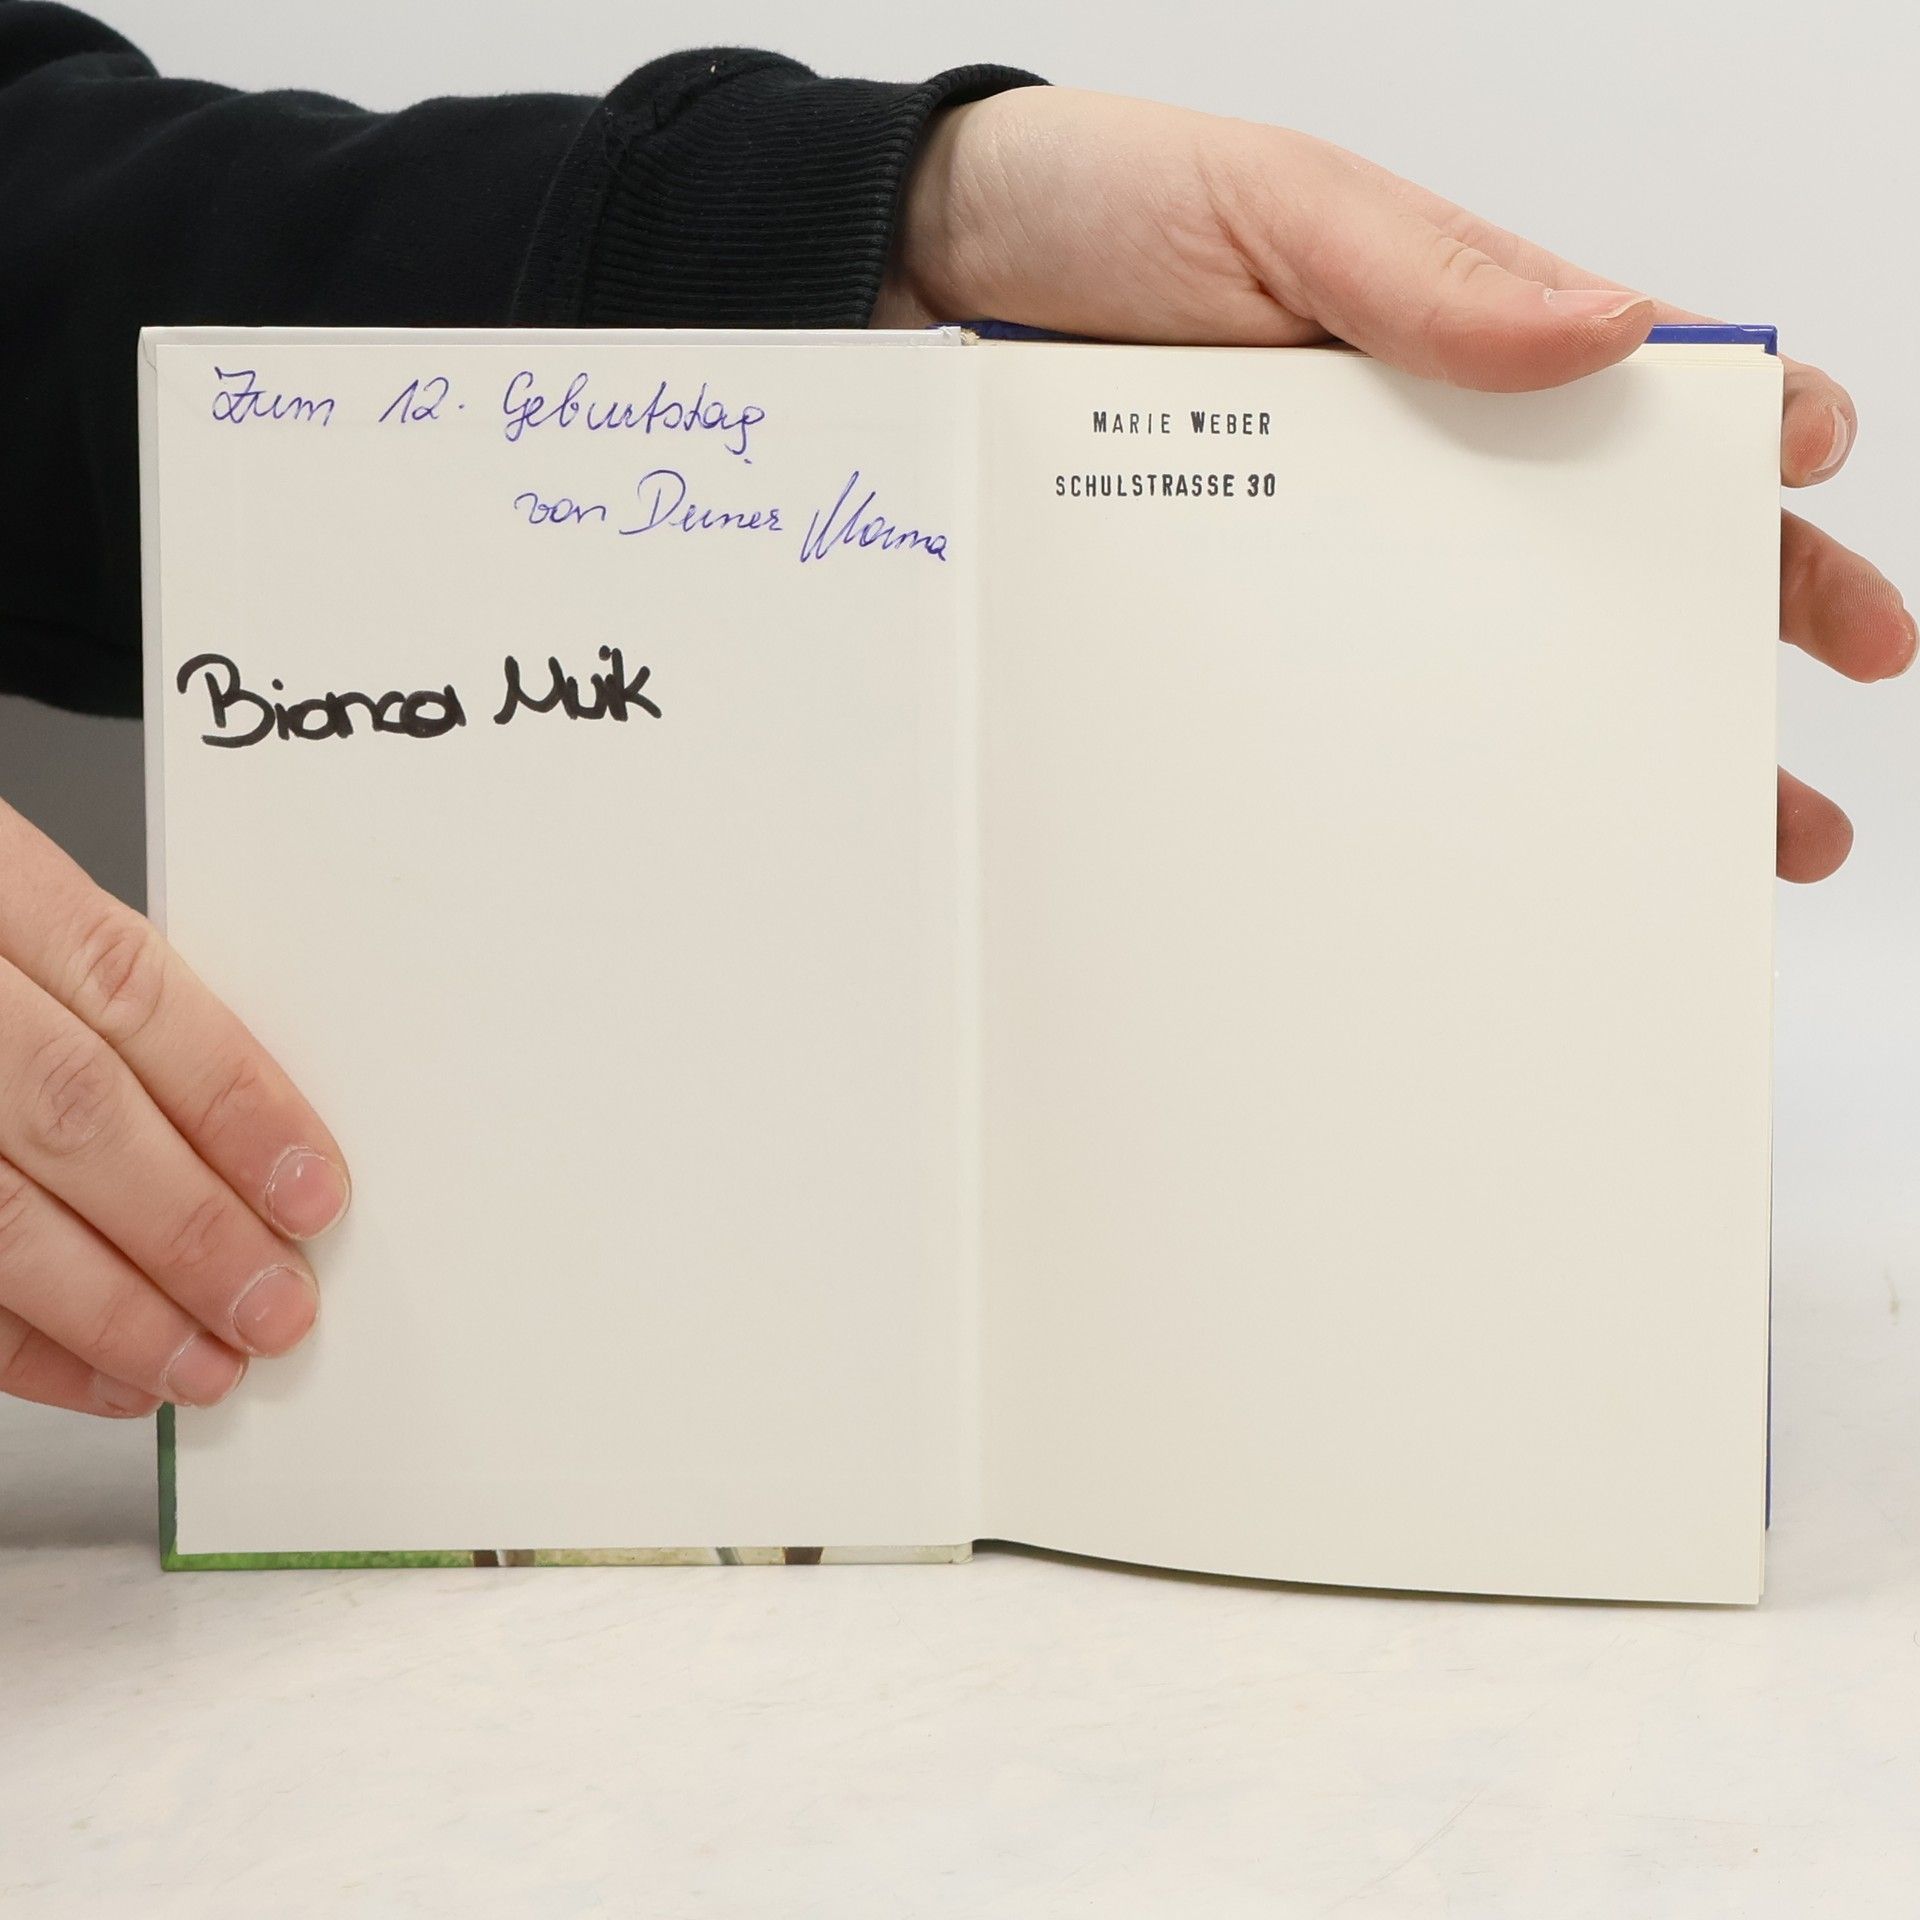 Zum 12. Geburtstag
von Deiner Mama
Bianca Muik
MARIE WEBER
SCHULSTRASSE 30